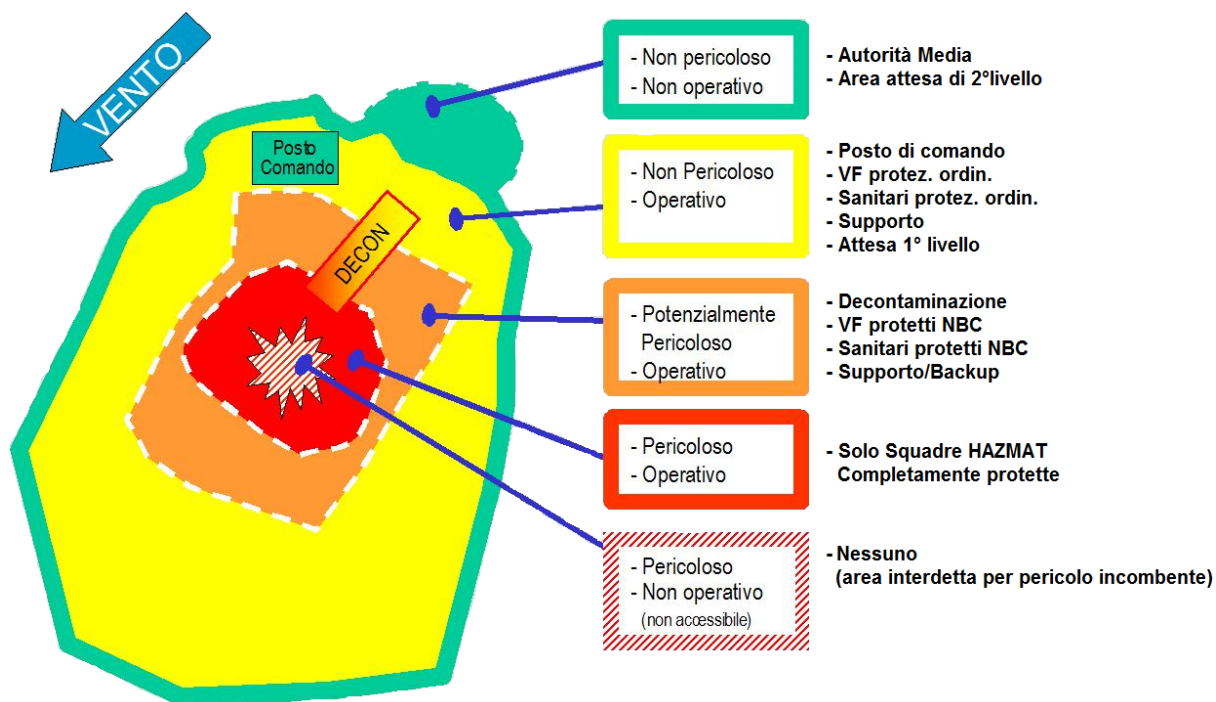 VENTO
Posto
Comando
DECON
- Non pericoloso
- Non operativo
- Autorità Media
- Area attesa di 2°livello
- Non Pericoloso
- Operativo
- Posto di comando
- VF protez. ordin.
- Sanitari protez. ordin.
- Supporto
- Attesa 1° livello
- Potenzialmente
Pericoloso
- Operativo
- Decontaminazione
- VF protetti NBC
- Sanitari protetti NBC
- Supporto/Backup
- Pericoloso
- Operativo
- Solo Squadre HAZMAT
Completamente protette
- Pericoloso
- Non operativo
(non accessibile)
- Nessuno
(area interdetta per pericolo incombente)